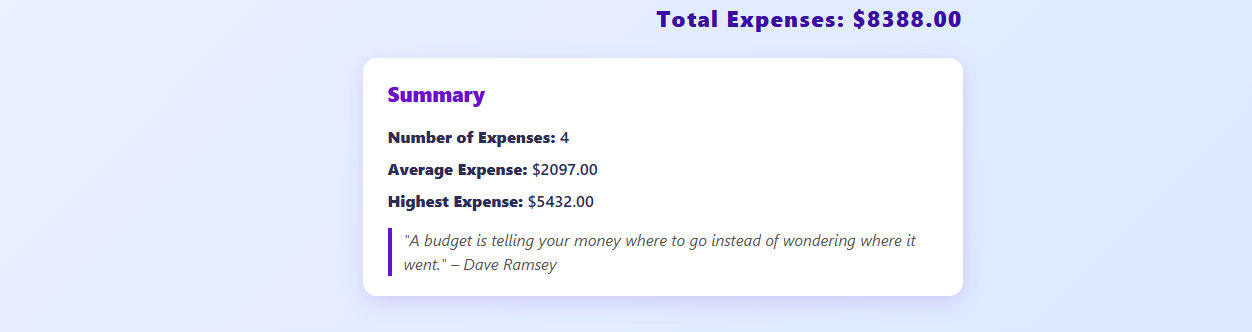 Total Expenses: $8388.00
Summary
Number of Expenses: 4
Average Expense: $2097.00
Highest Expense: $5432.00
"A budget is telling your money where to go instead of wondering where it
went." – Dave Ramsey